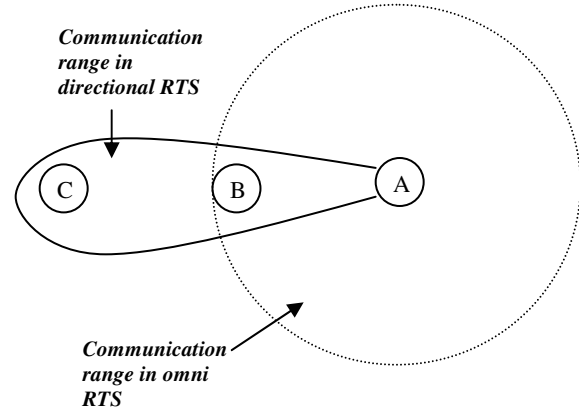 Communication
range in
directional RTS
C
B
A
Communication
range in omni
RTS